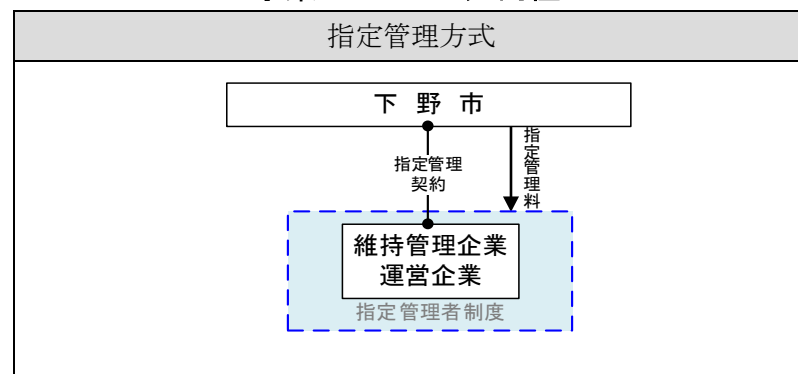 指定管理方式
下野市
指定管理
契約
指定管理料
維持管理企業
運営企業
指定管理者制度